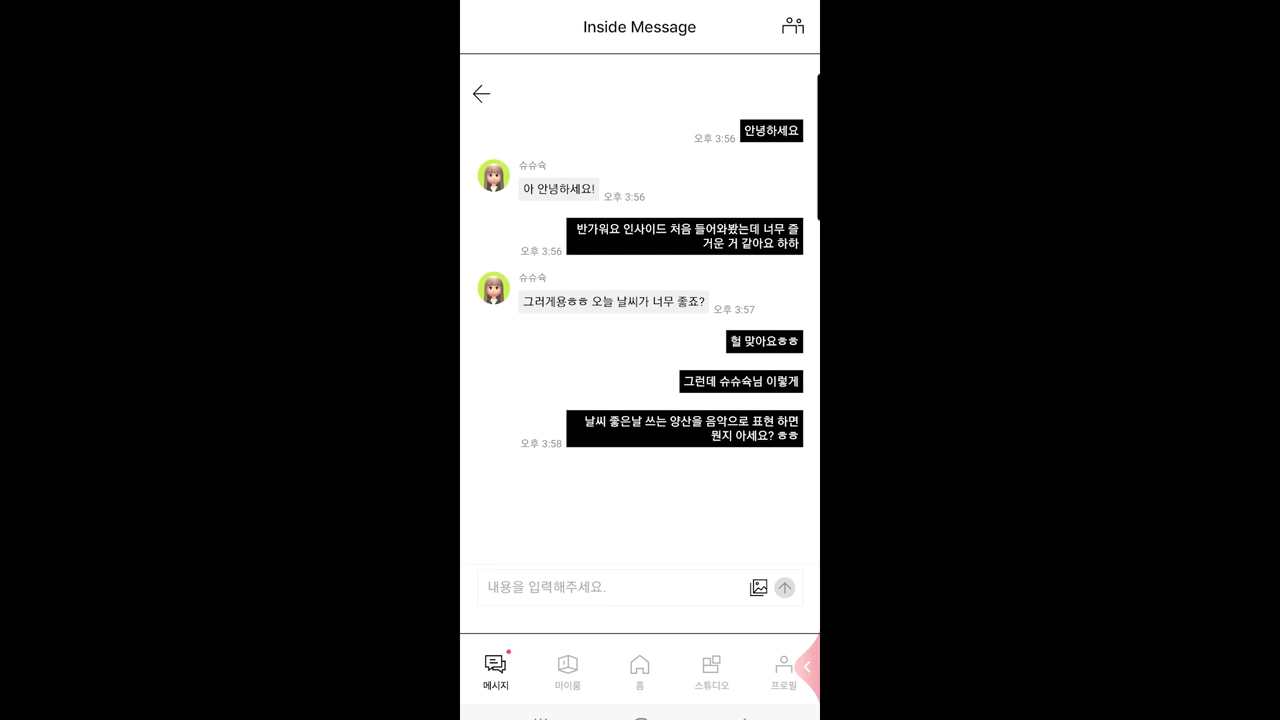 Inside Message
안녕하세요
오후 3:56
슈슈슉
아 안녕하세요!
오후 3:56
반가워요 인사이드 처음 들어와봤는데 너무 즐
거운 거 같아요 하하
오후 3:56
슈슈슉
그러게용ㅎㅎ 오늘 날씨가 너무 좋죠?
오후 3:57
헐 맞아요ㅎㅎ
그런데 슈슈슉님 이렇게
날씨 좋은날 쓰는 양산을 음악으로 표현 하면
뭔지 아세요? ㅎㅎ
오후 3:58
내용을 입력해주세요.
메시지
마이룸
홈
스튜디오
프로필